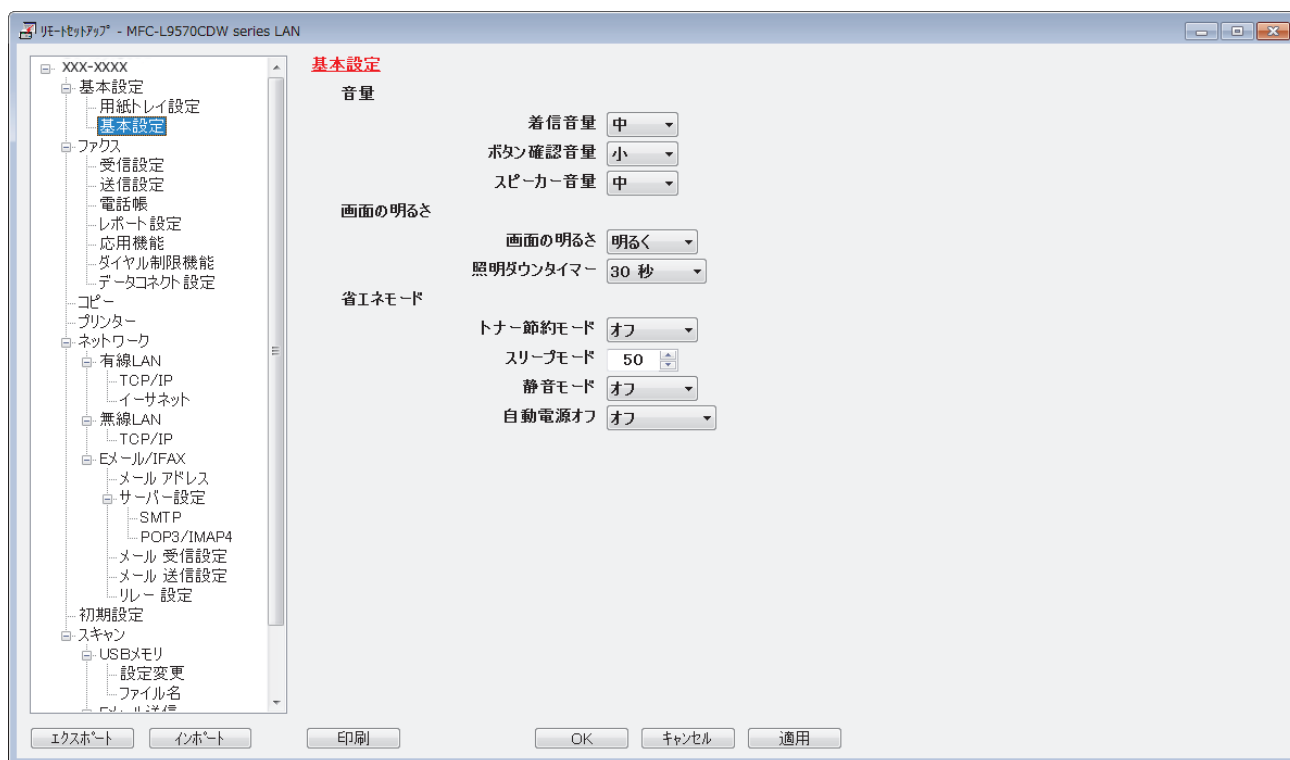 リモートセットアップ - MFC-L9570CDW series LAN
XXX-XXXX
基本設定
用紙トレイ設定
基本設定
ファクス
受信設定
送信設定
電話帳
レポート設定
応用機能
ダイヤル制限機能
データコネクト設定
コピー
プリンター
ネットワーク
有線LAN
TCP/IP
イーサネット
無線LAN
TCP/IP
Eメール/IFAX
メール アドレス
サーバー設定
SMTP
POP3/IMAP4
メール 受信設定
メール 送信設定
リレー 設定
初期設定
スキャン
USBメモリ
設定変更
ファイル名
基本設定
音量
着信音量 中
ボタン確認音量 小
スピーカー音量 中
画面の明るさ
画面の明るさ 明るく
照明ダウンタイマー 30 秒
省エネモード
トナー節約モード オフ
スリープモード 50
静音モード オフ
自動電源オフ オフ
エクスポート インポート 印刷 OK キャンセル 適用